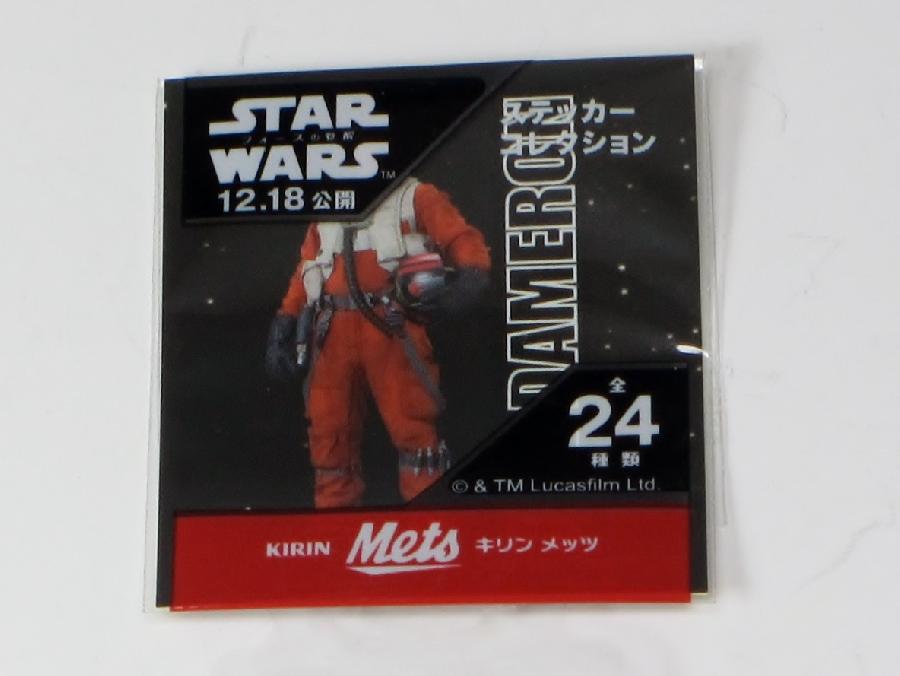 STAR
フォースの覚醒
WARS™
12.18 公開
ステッカー
コレクション
DAMERON
全
24
種類
© & TM Lucasfilm Ltd.
KIRIN Mets キリン メッツ